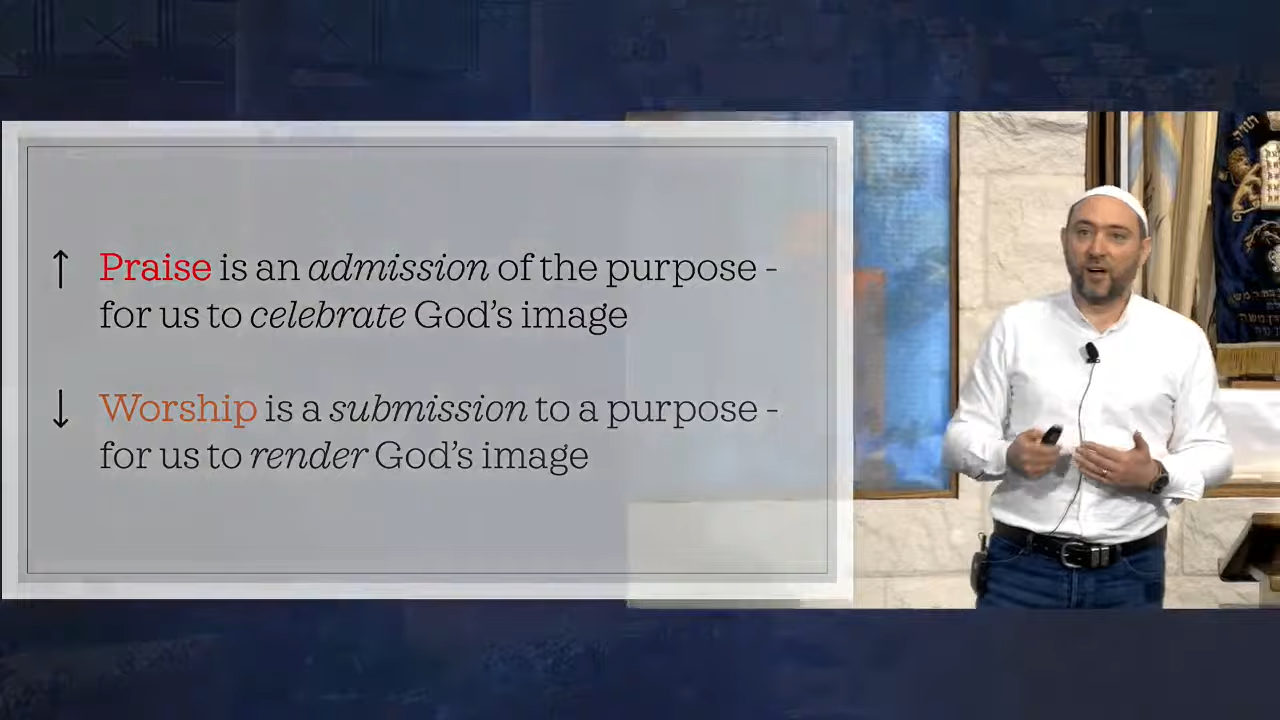 ↑ Praise is an admission of the purpose -
for us to celebrate God's image
↓ Worship is a submission to a purpose -
for us to render God's image
תורה